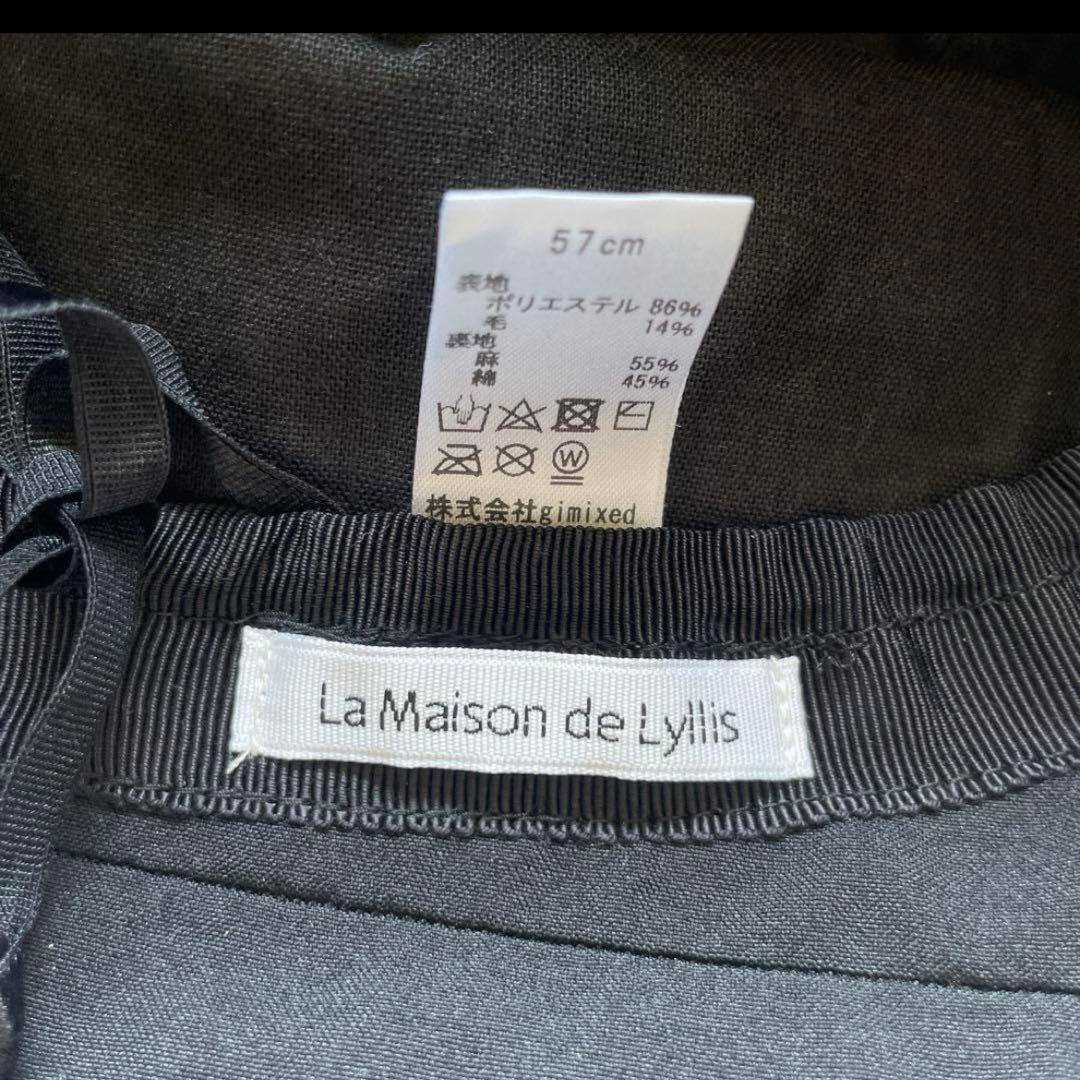 57cm
表地
ポリエステル 86%
毛 14%
裏地
麻 55%
綿 45%
W
株式会社gimixed
La Maison de Lyllis